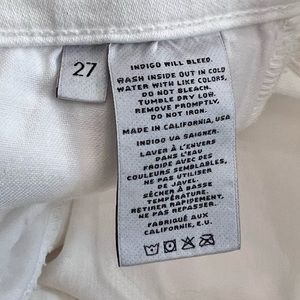 27
INDIGO WILL BLEED
WASH INSIDE OUT IN COLD
WATER WITH LIKE COLORS,
DO NOT BLEACH.
TUMBLE DRY LOW.
REMOVE PROMPTLY,
DO NOT IRON.
MADE IN CALIFORNIA, USA
INDIGO VA SAIGNER.
LAVER À L'ENVERS
DANS L'EAU
FROIDE AVEC DES
COULEURS SEMBLABLES,
NE PAS UTILISER
DE JAVEL.
SÉCHER À BASSE
TEMPÉRATURE.
RETIRER RAPIDEMENT,
NE PAS REPASSER.
FABRIQUÉ AUX
CALIFORNIE, E.U.